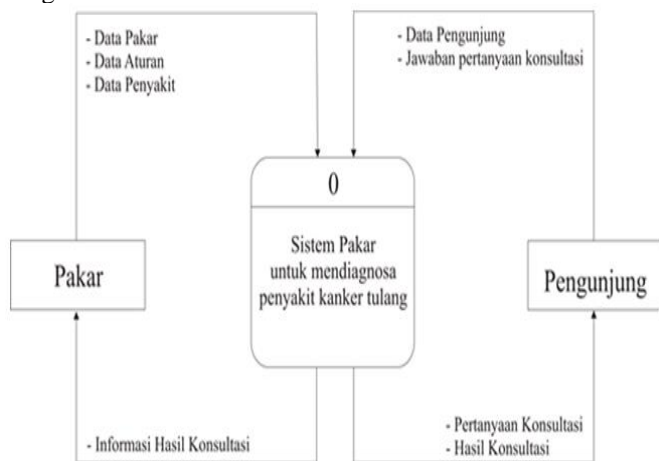 - Data Pakar
- Data Aturan
- Data Penyakit
- Data Pengunjung
- Jawaban pertanyaan konsultasi
0
Sistem Pakar
untuk mendiagnosa
penyakit kanker tulang
Pakar
Pengunjung
- Informasi Hasil Konsultasi
- Pertanyaan Konsultasi
- Hasil Konsultasi